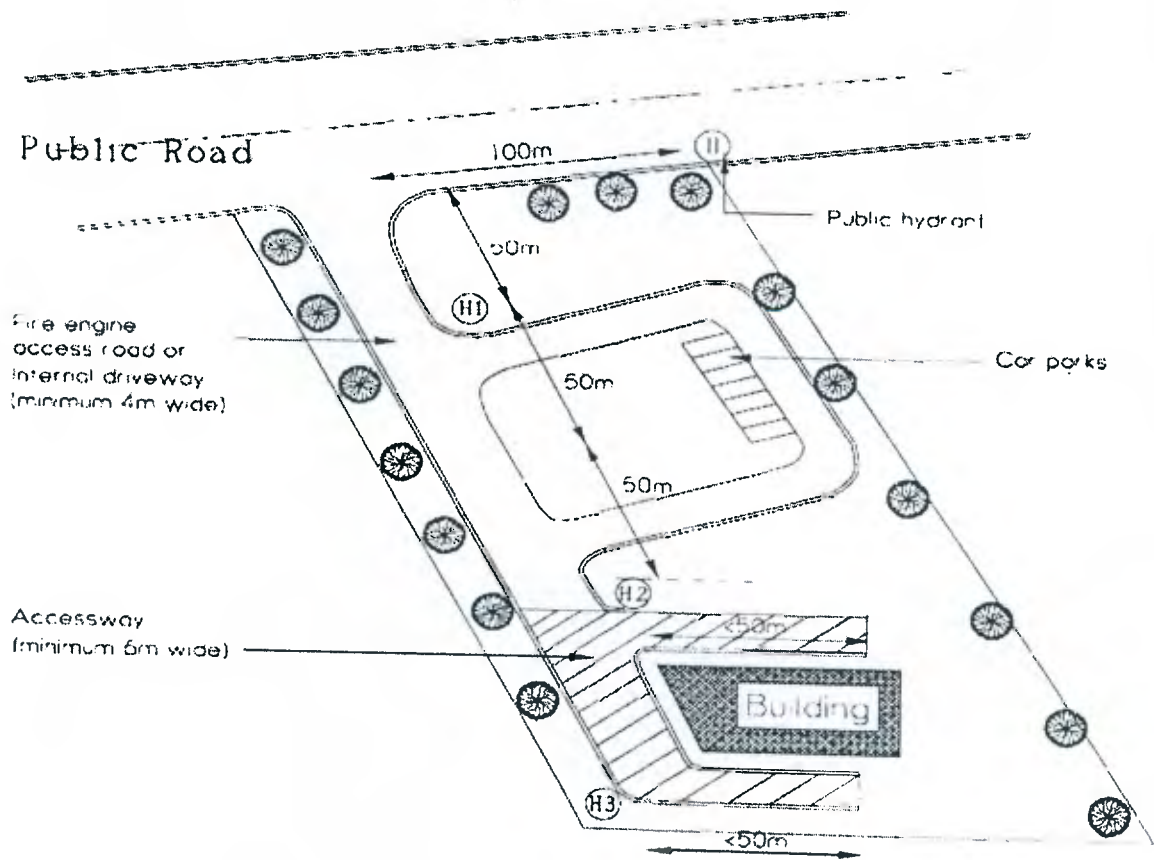 Public Road
100m
H
Public hydrant
50m
H1
Fire engine
access road or
Internal driveway
(minimum 4m wide)
50m
Car parks
50m
H2
Accessway
(minimum 6m wide)
<50m
Building
H3
<50m